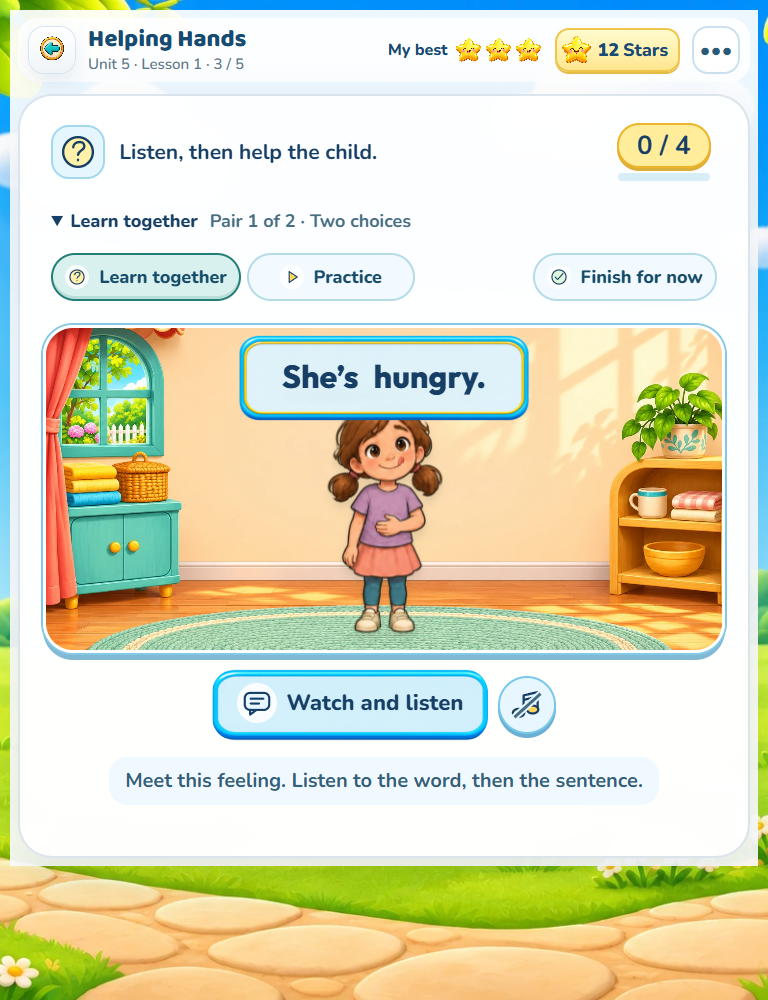 Helping Hands
Unit 5 · Lesson 1 · 3 / 5
My best
12 Stars
Listen, then help the child.
0 / 4
Learn together Pair 1 of 2 · Two choices
Learn together
Practice
Finish for now
She's hungry.
Watch and listen
Meet this feeling. Listen to the word, then the sentence.